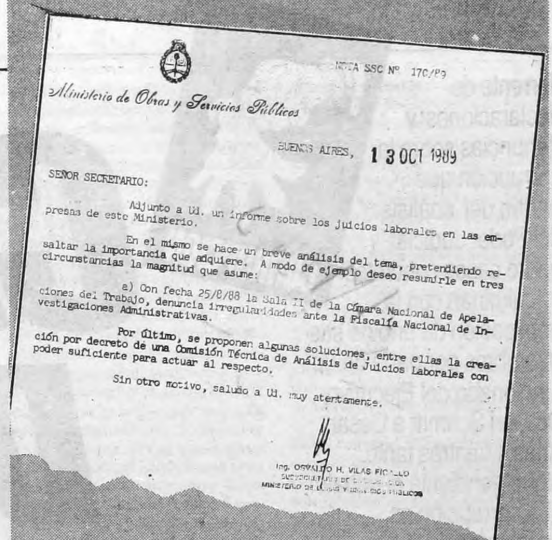 NOTA SSC Nº 170/89
Ministerio de Obras y Servicios Públicos
BUENOS AIRES, 13 OCT 1989
SEÑOR SECRETARIO:
Adjunto a Ud. un informe sobre los juicios laborales en las em-
presas de este Ministerio.
En el mismo se hace un breve análisis del tema, pretendiendo re-
saltar la importancia que adquiere. A modo de ejemplo deseo resumirle en tres
circunstancias la magnitud que asume:
a) Con fecha 25/8/88 la Sala II de la Cámara Nacional de Apela-
ciones del Trabajo, denuncia irregularidades ante la Fiscalía Nacional de In-
vestigaciones Administrativas.
Por último, se proponen algunas soluciones, entre ellas la crea-
ción por decreto de una Comisión Técnica de Análisis de Juicios Laborales con
poder suficiente para actuar al respecto.
Sin otro motivo, saludo a Ud. muy atentamente.
Ing. OSVALDO H. VILAS
MINISTERIO DE OBRAS Y SERVICIOS PUBLICOS